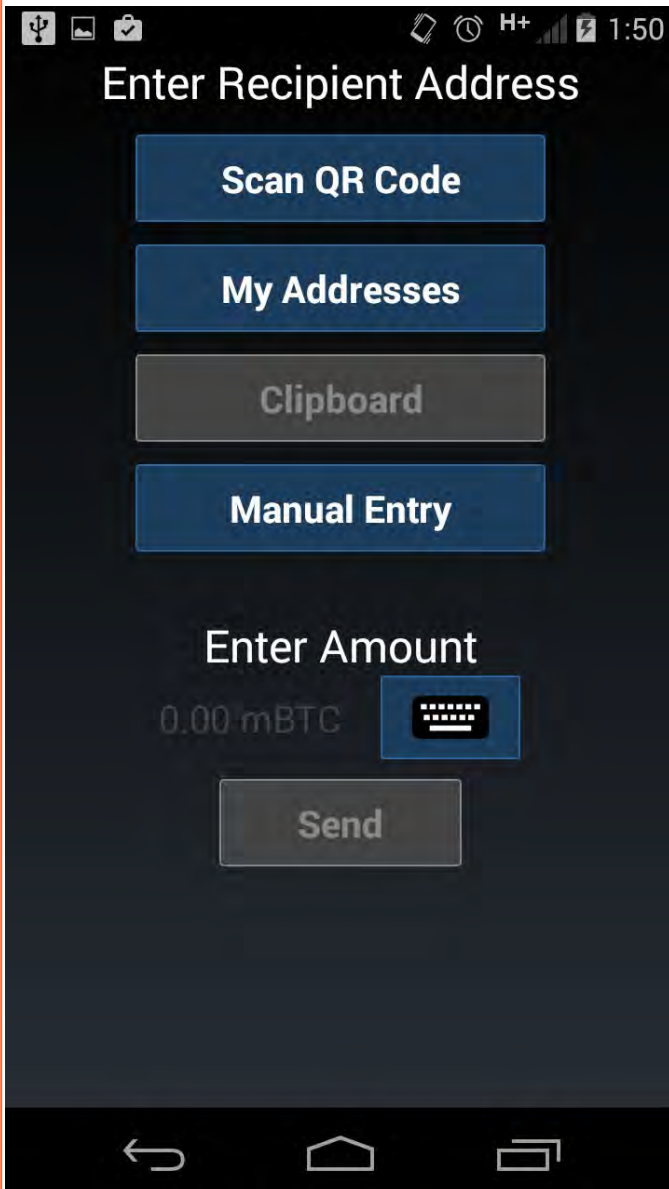 H+ 1:50
Enter Recipient Address
Scan QR Code
My Addresses
Clipboard
Manual Entry
Enter Amount
0.00 mBTC
Send